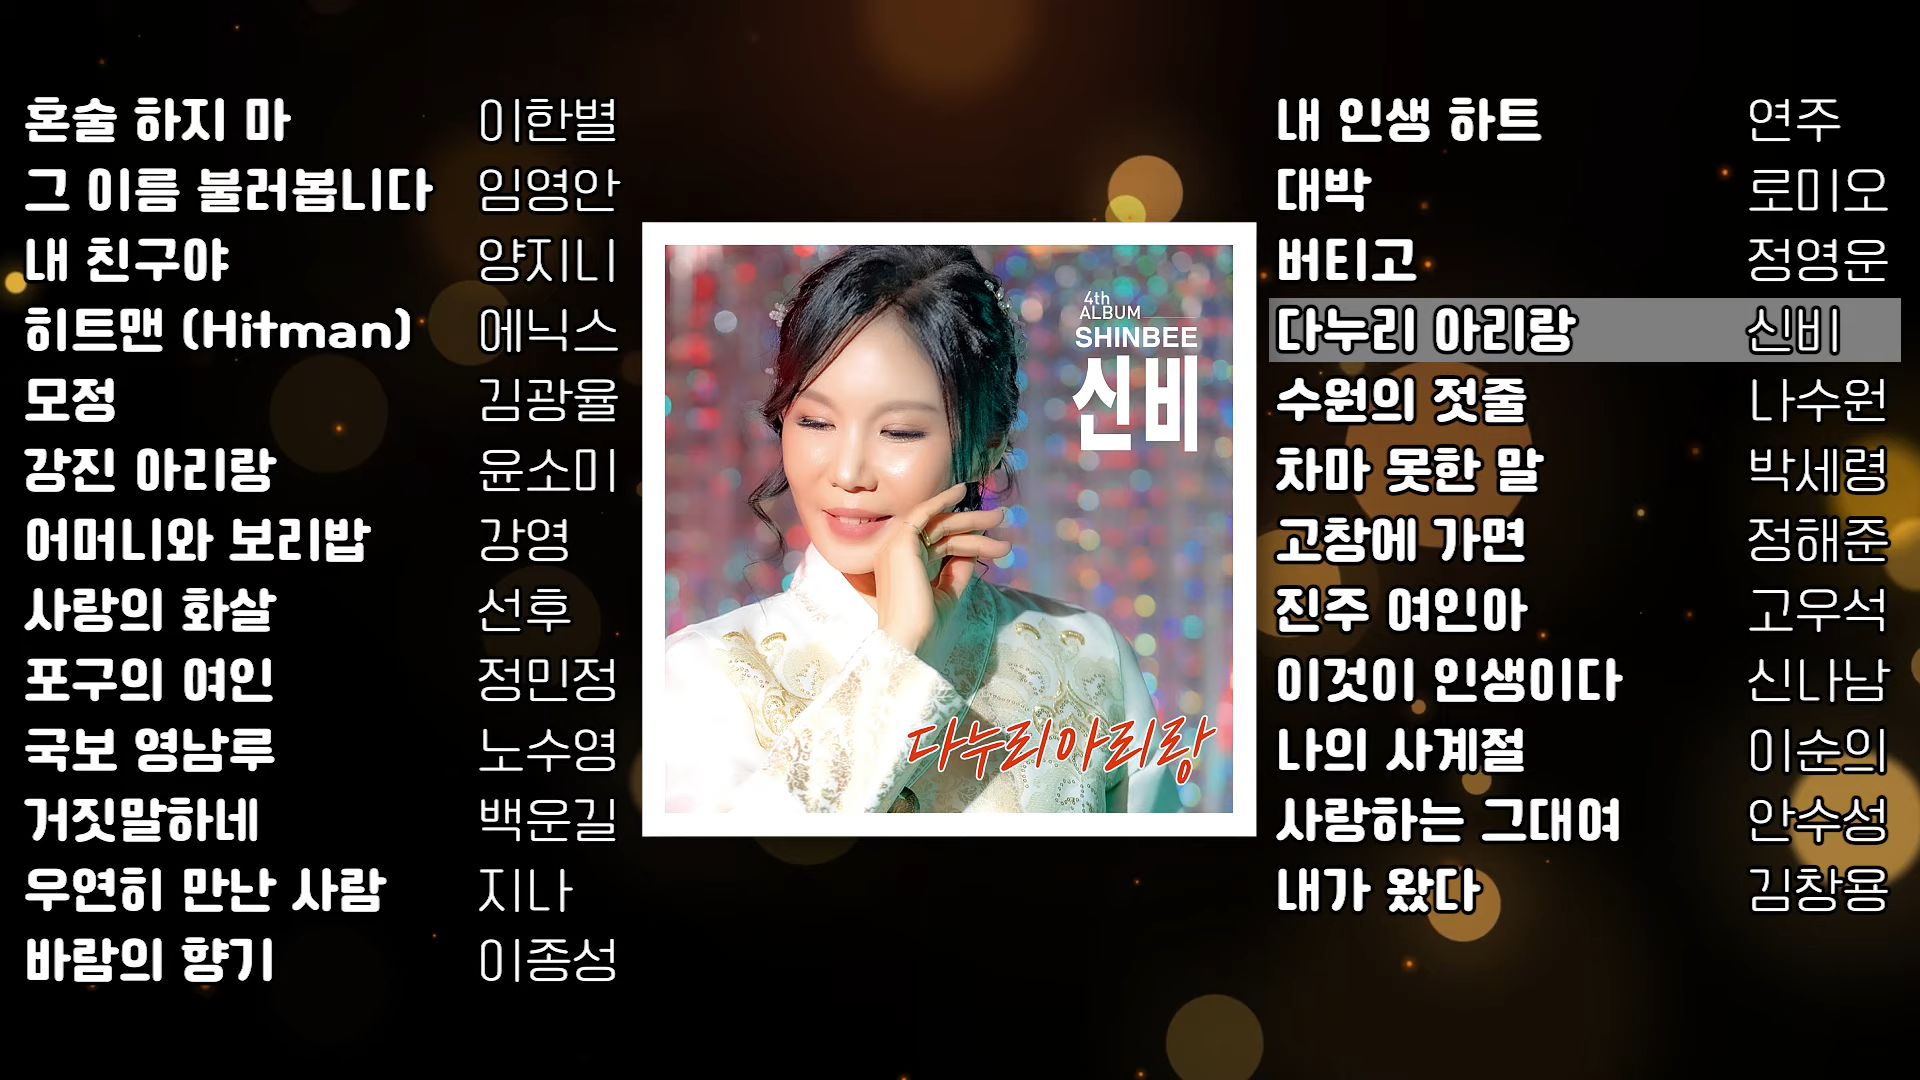 혼술 하지 마 이한별
그 이름 불러봅니다 임영안
내 친구야 양지니
히트맨 (Hitman) 에닉스
모정 김광율
강진 아리랑 윤소미
어머니와 보리밥 강영
사랑의 화살 선후
포구의 여인 정민정
국보 영남루 노수영
거짓말하네 백운길
우연히 만난 사람 지나
바람의 향기 이종성
4th
ALBUM
SHINBEE
신비
다누리아리랑
내 인생 하트 연주
대박 로미오
버티고 정영운
다누리 아리랑 신비
수원의 젓줄 나수원
차마 못한 말 박세령
고창에 가면 정해준
진주 여인아 고우석
이것이 인생이다 신나남
나의 사계절 이순의
사랑하는 그대여 안수성
내가 왔다 김창용